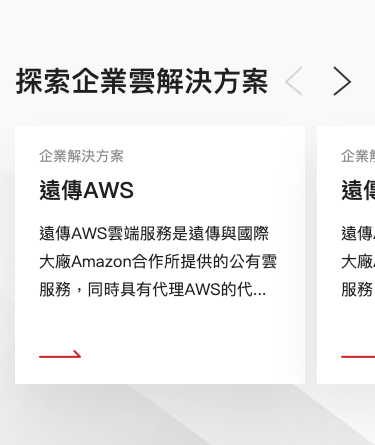 探索企業雲解決方案
企業解決方案
遠傳AWS
遠傳AWS雲端服務是遠傳與國際
大廠Amazon合作所提供的公有雲
服務，同時具有代理AWS的代...
企業
遠
遠傳
大廠
服務